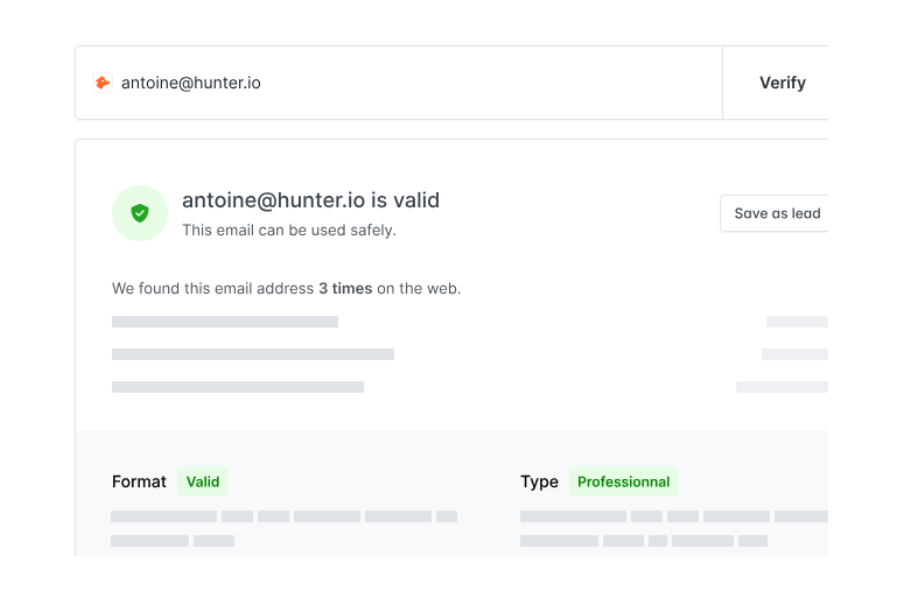 antoine@hunter.io
Verify
antoine@hunter.io is valid
This email can be used safely.
Save as lead
We found this email address 3 times on the web.
Format Valid
Type Professionnal